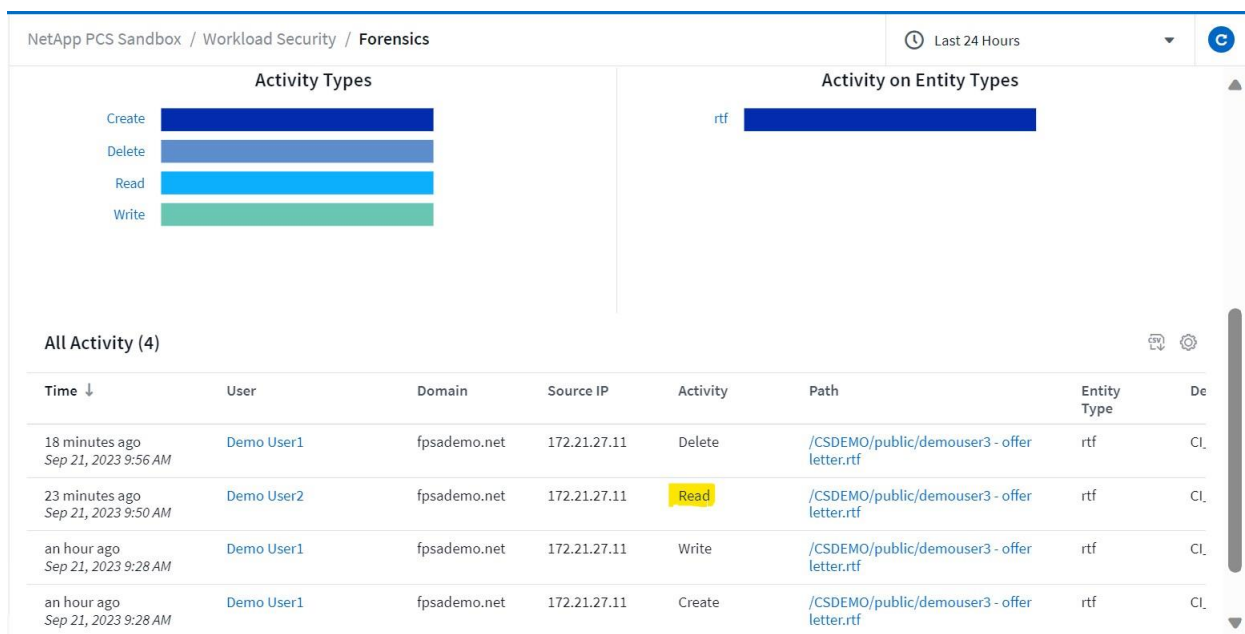 NetApp PCS Sandbox / Workload Security / Forensics
Last 24 Hours
Activity Types
Create
Delete
Read
Write
Activity on Entity Types
rtf
All Activity (4)
CSV
Time ↓ User Domain Source IP Activity Path Entity Type De
18 minutes ago Demo User1 fpsademo.net 172.21.27.11 Delete /CSDEMO/public/demouser3 - offer rtf CI_
Sep 21, 2023 9:56 AM letter.rtf
23 minutes ago Demo User2 fpsademo.net 172.21.27.11 Read /CSDEMO/public/demouser3 - offer rtf CI_
Sep 21, 2023 9:50 AM letter.rtf
an hour ago Demo User1 fpsademo.net 172.21.27.11 Write /CSDEMO/public/demouser3 - offer rtf CI_
Sep 21, 2023 9:28 AM letter.rtf
an hour ago Demo User1 fpsademo.net 172.21.27.11 Create /CSDEMO/public/demouser3 - offer rtf CI_
Sep 21, 2023 9:28 AM letter.rtf